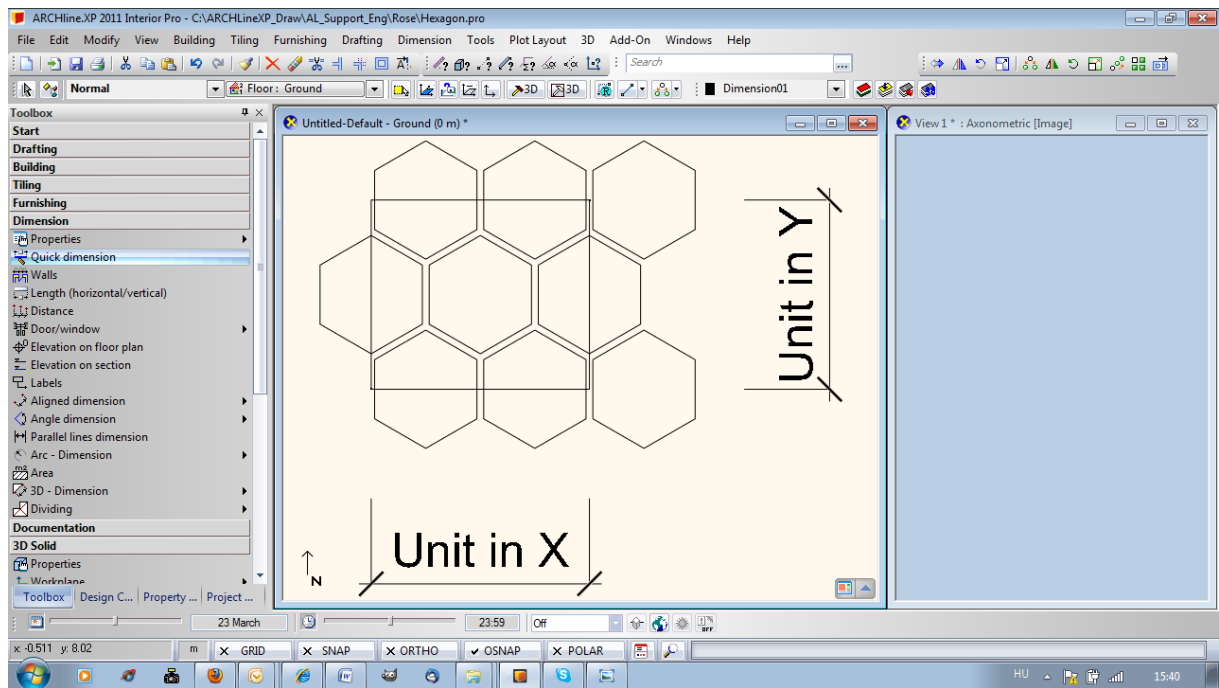 ARCHline.XP 2011 Interior Pro - C:\ARCHLineXP_Draw\AL_Support_Eng\Rose\Hexagon.pro
File Edit Modify View Building Tiling Furnishing Drafting Dimension Tools Plot Layout 3D Add-On Windows Help
Search
Normal Floor: Ground 3D 3D Dimension01
Toolbox
Start
Drafting
Building
Tiling
Furnishing
Dimension
Properties
Quick dimension
Walls
Length (horizontal/vertical)
Distance
Door/window
Elevation on floor plan
Elevation on section
Labels
Aligned dimension
Angle dimension
Parallel lines dimension
Arc - Dimension
Area
3D - Dimension
Dividing
Documentation
3D Solid
Properties
Workplane
Toolbox Design C... Property ... Project ...
Untitled-Default - Ground (0 m) *
Unit in Y
Unit in X
N
View 1 * : Axonometric [Image]
23 March 23:59 Off
x: -0.511 y: 8.02 m X GRID X SNAP X ORTHO OSNAP X POLAR
HU 15:40